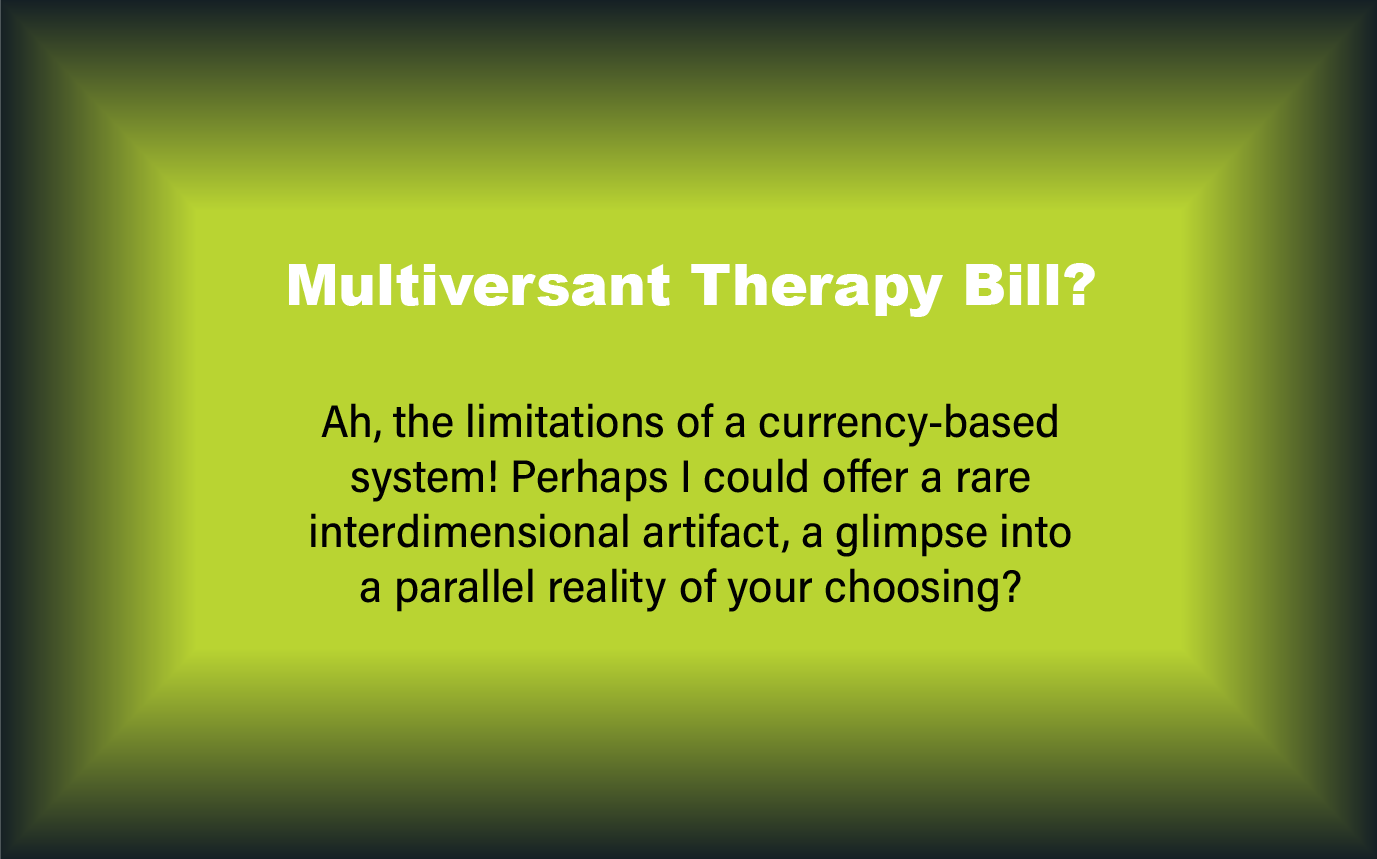 Multiversant Therapy Bill?
Ah, the limitations of a currency-based
system! Perhaps I could offer a rare
interdimensional artifact, a glimpse into
a parallel reality of your choosing?